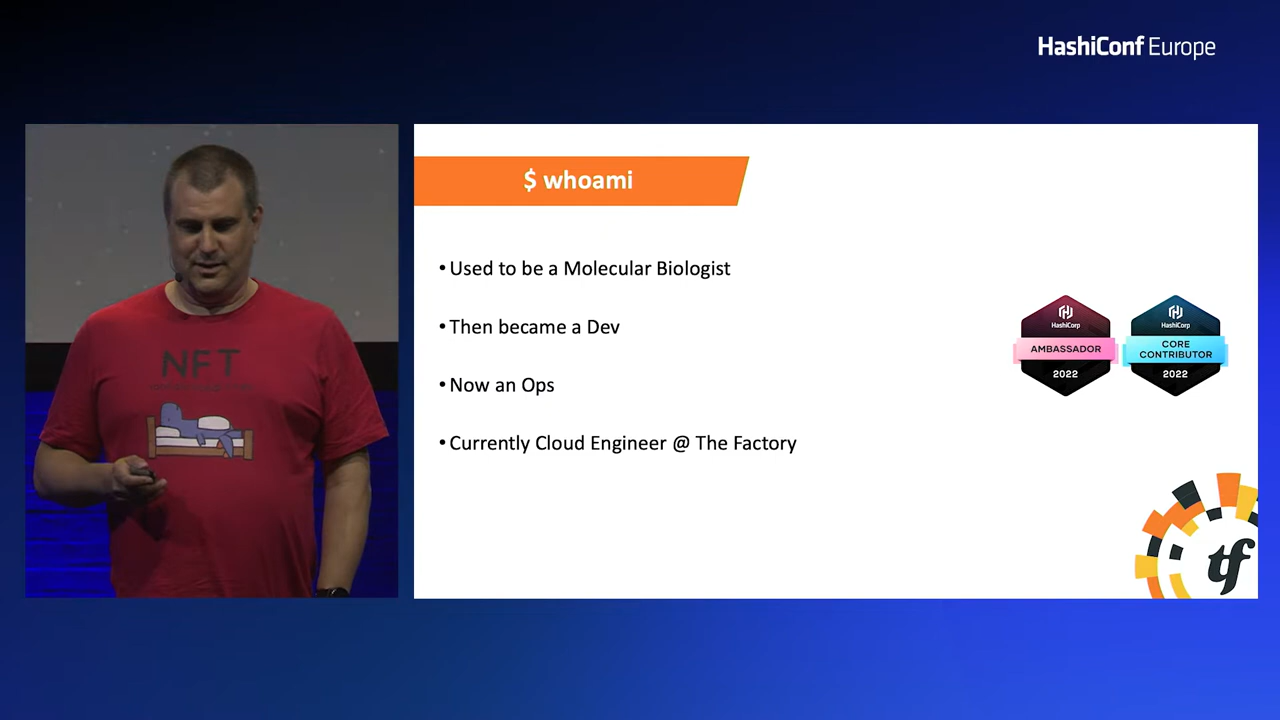 HashiConf Europe
$ whoami
• Used to be a Molecular Biologist
• Then became a Dev
• Now an Ops
• Currently Cloud Engineer @ The Factory
HashiCorp
AMBASSADOR
2022
HashiCorp
CORE
CONTRIBUTOR
2022
tf
NFT